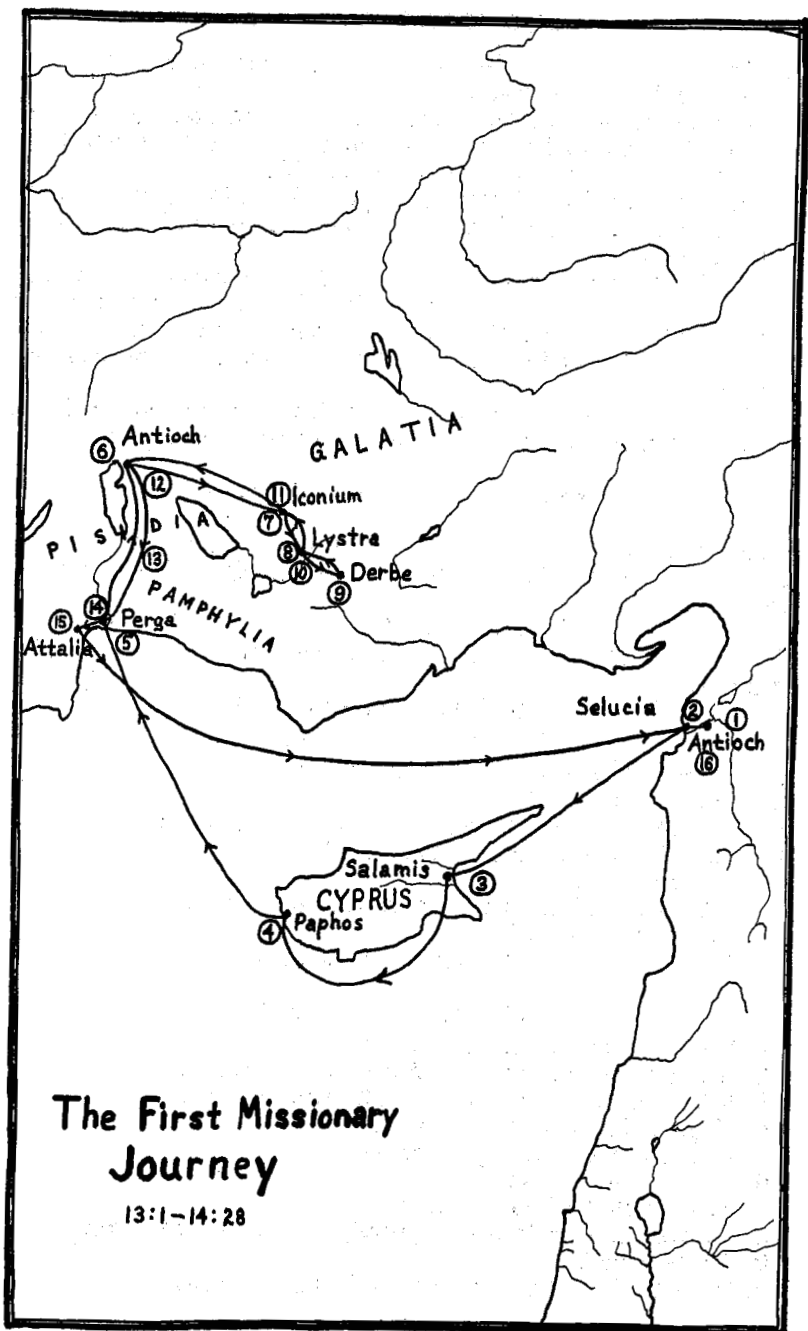 GALATIA
⑥ Antioch
⑫
⑪ Iconium
⑦
PISIDIA
⑧ Lystra
⑩
Derbe
⑨
⑬
PAMPHYLIA
⑭
⑮ Perga
⑤
Attalia
Selucia ② ①
Antioch
⑯
Salamis ③
CYPRUS
Paphos
④
The First Missionary
Journey
13:1-14:28